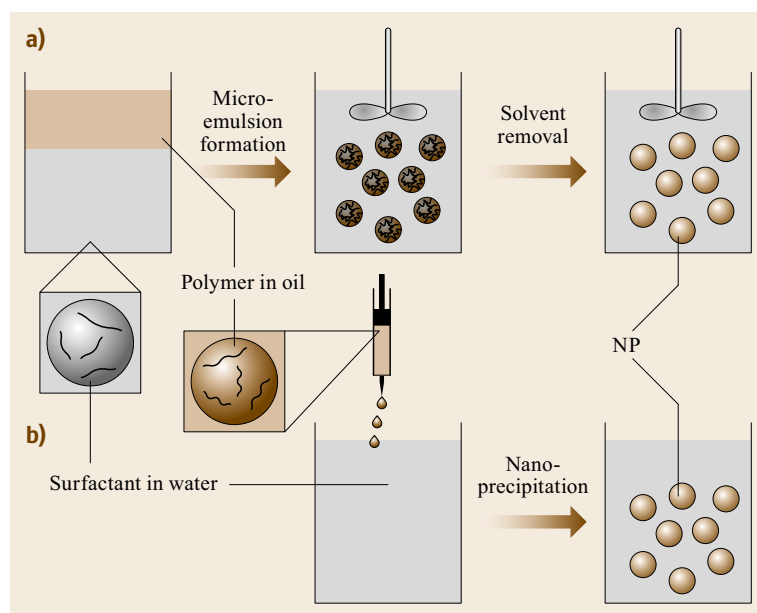 a)
Micro-
emulsion
formation
Solvent
removal
Polymer in oil
NP
b)
Surfactant in water
Nano-
precipitation